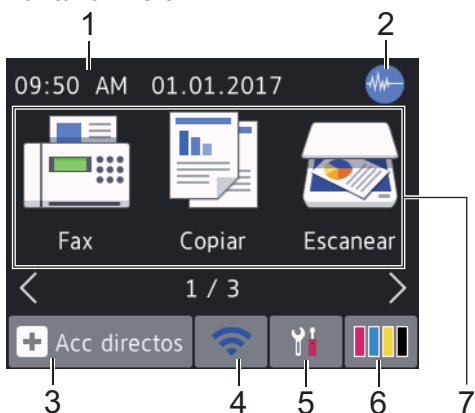 1 2
09:50 AM 01.01.2017
Fax Copiar Escanear
1 / 3
Acc directos
3 4 5 6 7